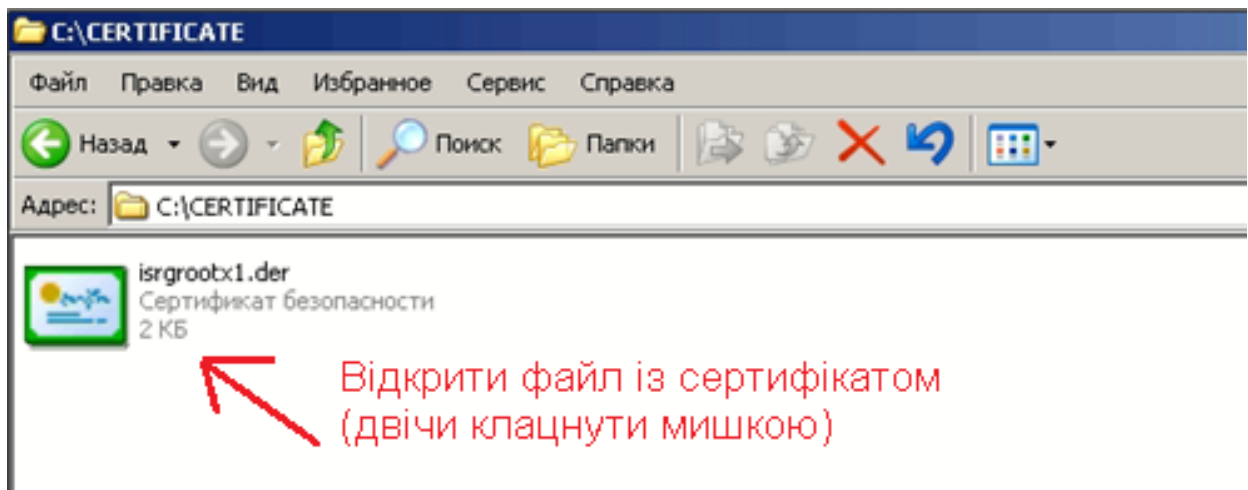 C:\CERTIFICATE
Файл Правка Вид Избранное Сервис Справка
Назад Поиск Папки
Адрес: C:\CERTIFICATE
isrgrootx1.der
Сертификат безопасности
2 КБ
Відкрити файл із сертифікатом
(двічи клацнути мишкою)